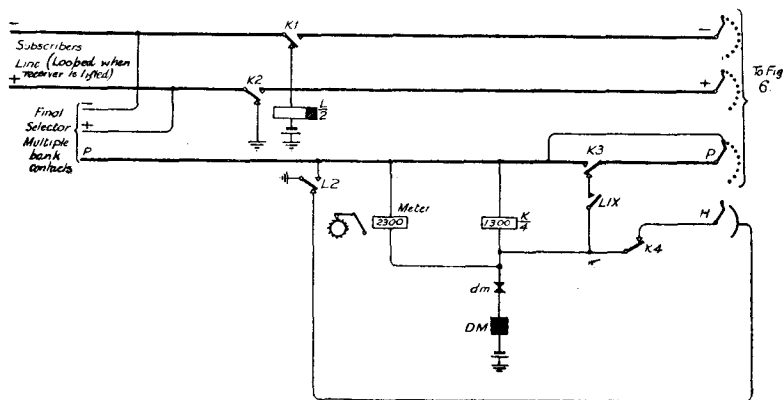 −
K1
−
Subscribers
Line (Looped when
receiver is lifted)
To Fig
6.
K2
+
+
L
2
Final
Selector
Multiple
bank
contacts
−
+
P
K3
P
L2
Meter
2300
1300
K
4
L1X
H
K4
dm
DM